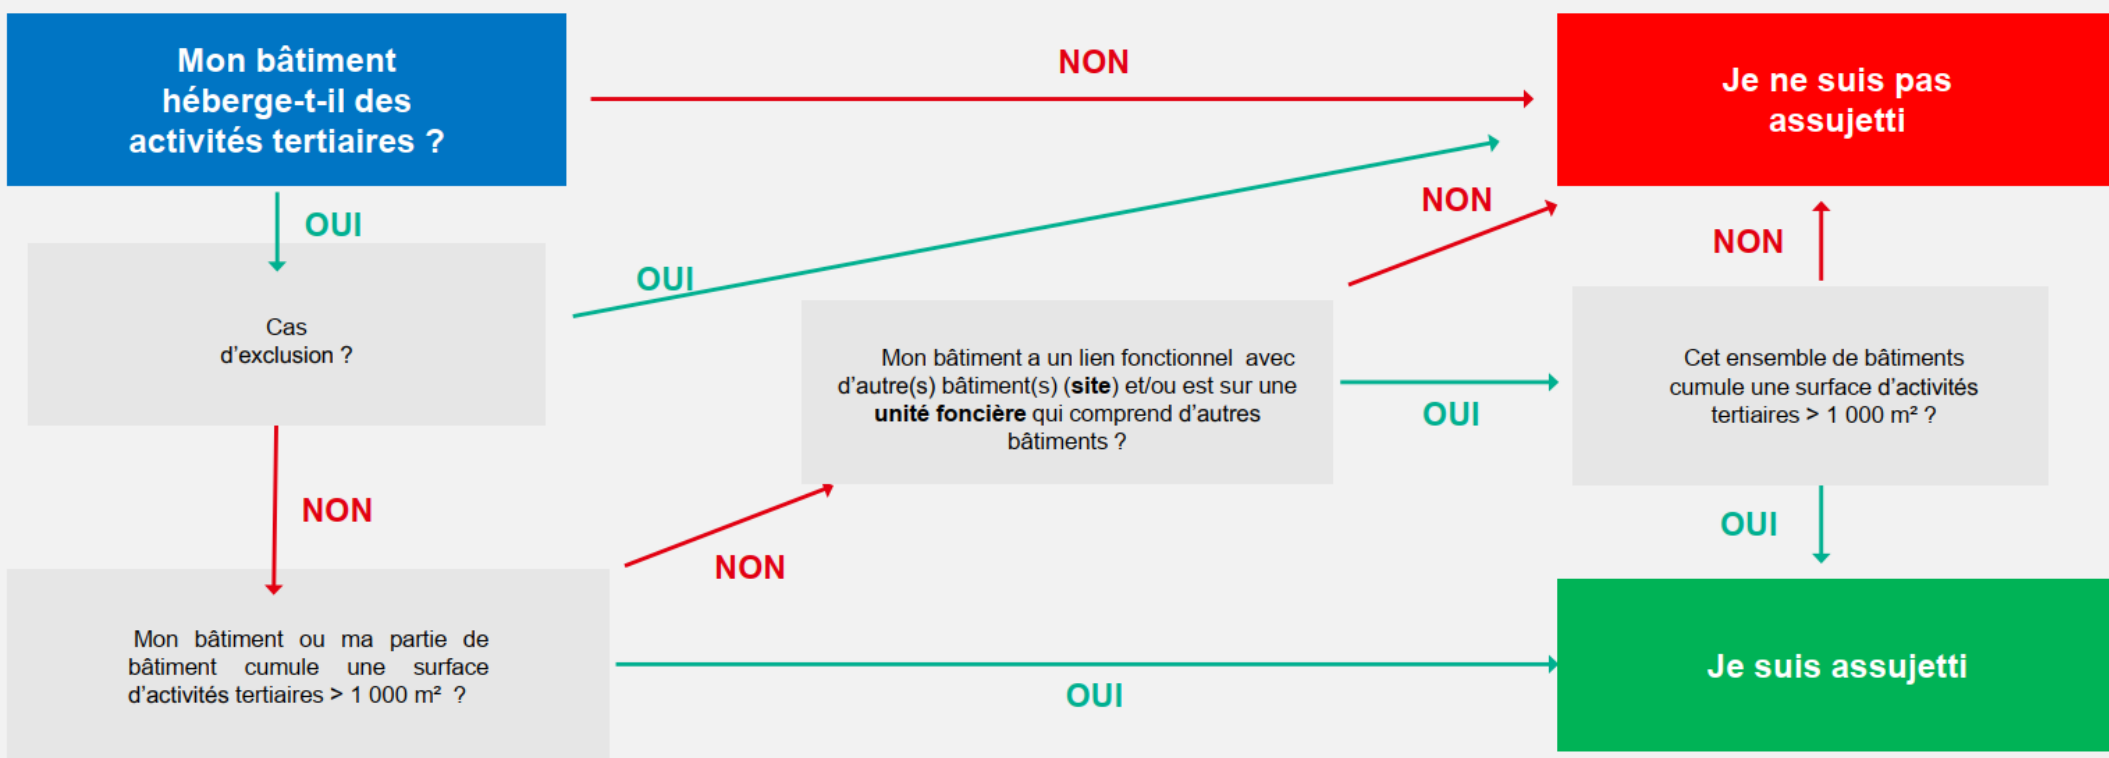 Mon bâtiment
héberge-t-il des
activités tertiaires ?
NON
Je ne suis pas
assujetti
OUI
Cas
d'exclusion ?
OUI
NON
NON
Mon bâtiment a un lien fonctionnel avec
d'autre(s) bâtiment(s) (site) et/ou est sur une
unité foncière qui comprend d'autres
bâtiments ?
OUI
Cet ensemble de bâtiments
cumule une surface d'activités
tertiaires > 1 000 m² ?
NON
NON
OUI
Mon bâtiment ou ma partie de
bâtiment cumule une surface
d'activités tertiaires > 1 000 m² ?
OUI
Je suis assujetti